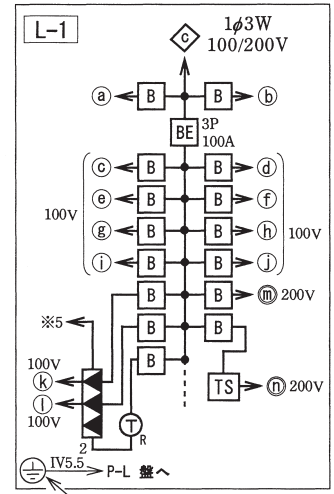 L-1
1φ3W
100/200V
c
a B B b
BE 3P
100A
c B B d
e B B f
100V
g B B h
100V
i B B j
B m 200V
※5
B B
100V
k B
TS n 200V
l
100V
T R
2
IV5.5 P-L 盤へ